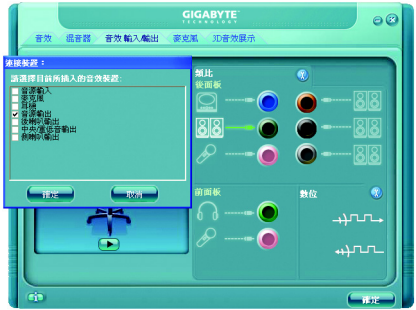 GIGABYTE™
TECHNOLOGY
音效 混音器 音效 輸入/輸出 麥克風 3D音效展示
連接裝置：
請選擇目前所插入的音效裝置:
音源輸入
麥克風
耳機
音源輸出
後喇叭輸出
中央/重低音輸出
側喇叭輸出
確定 取消
類比
後面板
前面板
數位
確定